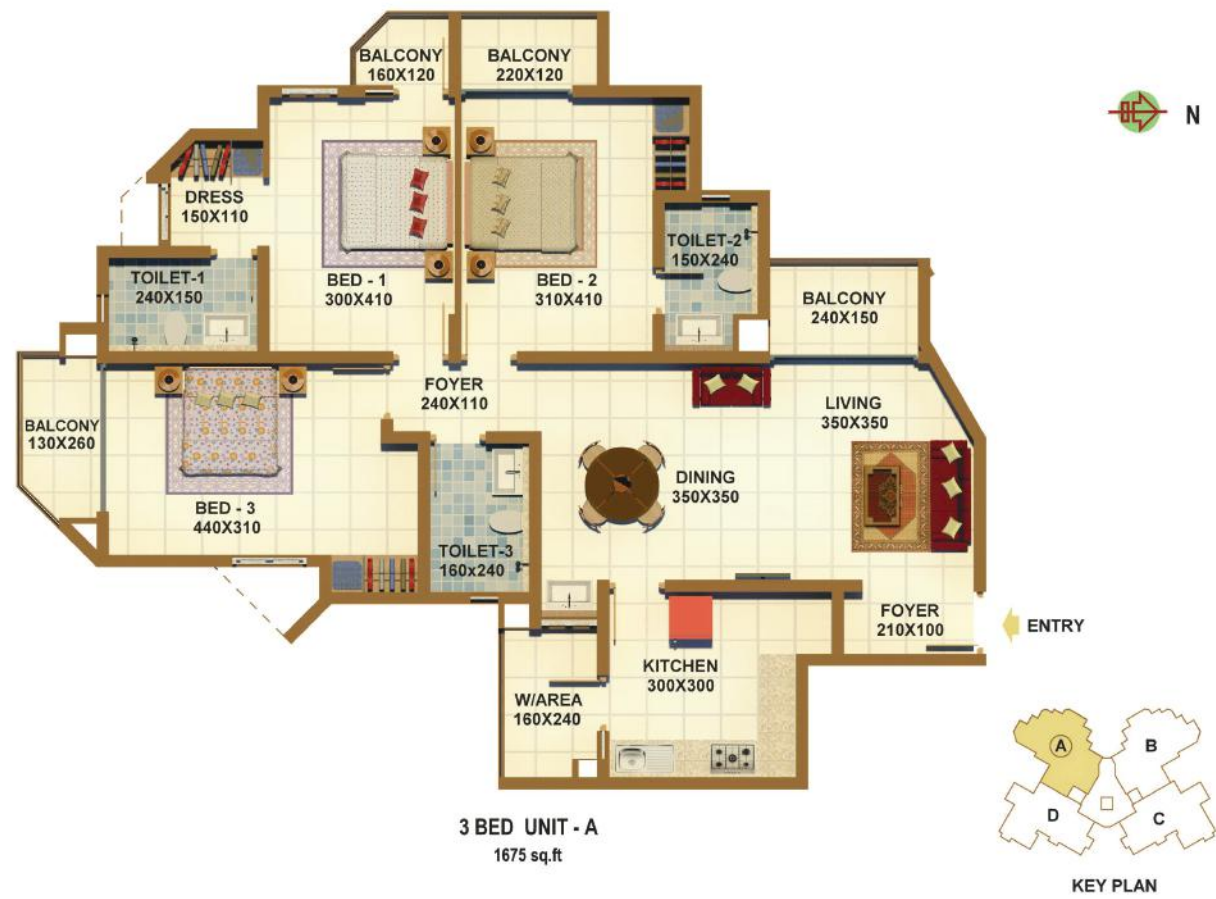 BALCONY
160X120
BALCONY
220X120
N
DRESS
150X110
TOILET-1
240X150
BED - 1
300X410
BED - 2
310X410
TOILET-2
150X240
BALCONY
240X150
BALCONY
130X260
FOYER
240X110
LIVING
350X350
DINING
350X350
BED - 3
440X310
TOILET-3
160x240
FOYER
210X100
ENTRY
KITCHEN
300X300
W/AREA
160X240
A
B
D
C
KEY PLAN
3 BED UNIT - A
1675 sq.ft